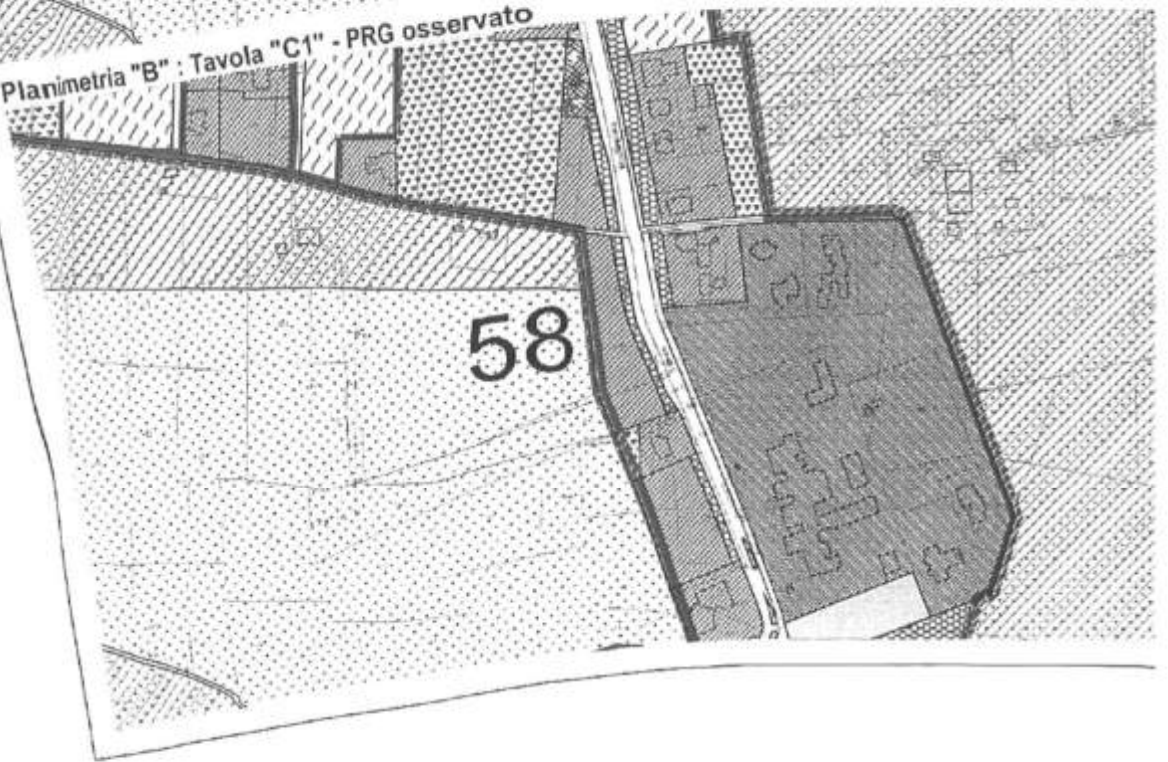 Planimetria "B" : Tavola "C1" - PRG osservato
58